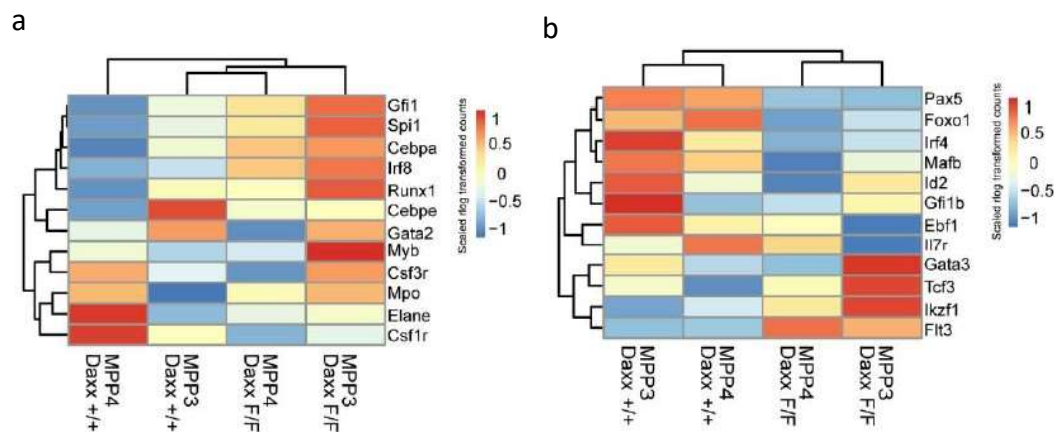 a
Gfi1
Spi1
Cebpa
Irf8
Runx1
Cebpe
Gata2
Myb
Csf3r
Mpo
Elane
Csf1r
MPP4
Daxx +/+
MPP3
Daxx +/+
MPP4
Daxx F/F
MPP3
Daxx F/F
1
0.5
0
−0.5
−1
Scaled rlog transformed counts
b
Pax5
Foxo1
Irf4
Mafb
Id2
Gfi1b
Ebf1
Il7r
Gata3
Tcf3
Ikzf1
Flt3
MPP3
Daxx +/+
MPP4
Daxx +/+
MPP4
Daxx F/F
MPP3
Daxx F/F
1
0.5
0
−0.5
−1
Scaled rlog transformed counts